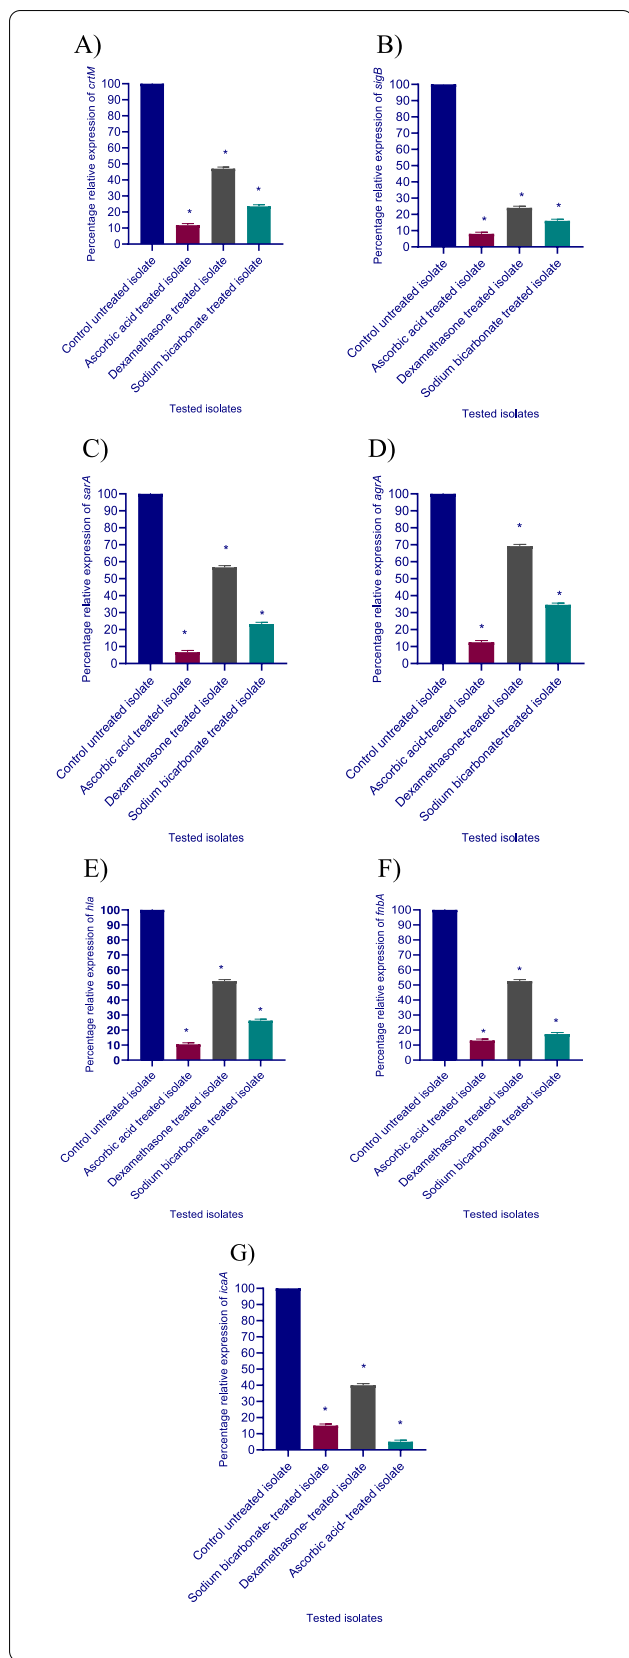 A)
Percentage relative expression of crtM
100
90
80
70
60
50
40
30
20
10
0
*
*
*
Control untreated isolate
Ascorbic acid treated isolate
Dexamethasone treated isolate
Sodium bicarbonate treated isolate
Tested isolates
B)
Percentage relative expression of sigB
100
90
80
70
60
50
40
30
20
10
0
*
*
*
Control untreated isolate
Ascorbic acid treated isolate
Dexamethasone treated isolate
Sodium bicarbonate treated isolate
Tested isolates
C)
Percentage relative expression of sarA
100
90
80
70
60
50
40
30
20
10
0
*
*
*
Control untreated isolate
Ascorbic acid treated isolate
Dexamethasone treated isolate
Sodium bicarbonate treated isolate
Tested isolates
D)
Percentage relative expression of agrA
100
90
80
70
60
50
40
30
20
10
0
*
*
*
Control untreated isolate
Ascorbic acid-treated isolate
Dexamethasone-treated isolate
Sodium bicarbonate-treated isolate
Tested isolates
E)
Percentage relative expression of hla
100
90
80
70
60
50
40
30
20
10
0
*
*
*
Control untreated isolate
Ascorbic acid treated isolate
Dexamethasone treated isolate
Sodium bicarbonate treated isolate
Tested isolates
F)
Percentage relative expression of fnbA
100
90
80
70
60
50
40
30
20
10
0
*
*
*
Control untreated isolate
Ascorbic acid treated isolate
Dexamethasone treated isolate
Sodium bicarbonate treated isolate
Tested isolates
G)
Percentage relative expression of icaA
100
90
80
70
60
50
40
30
20
10
0
*
*
*
Control untreated isolate
Sodium bicarbonate- treated isolate
Dexamethasone- treated isolate
Ascorbic acid- treated isolate
Tested isolates